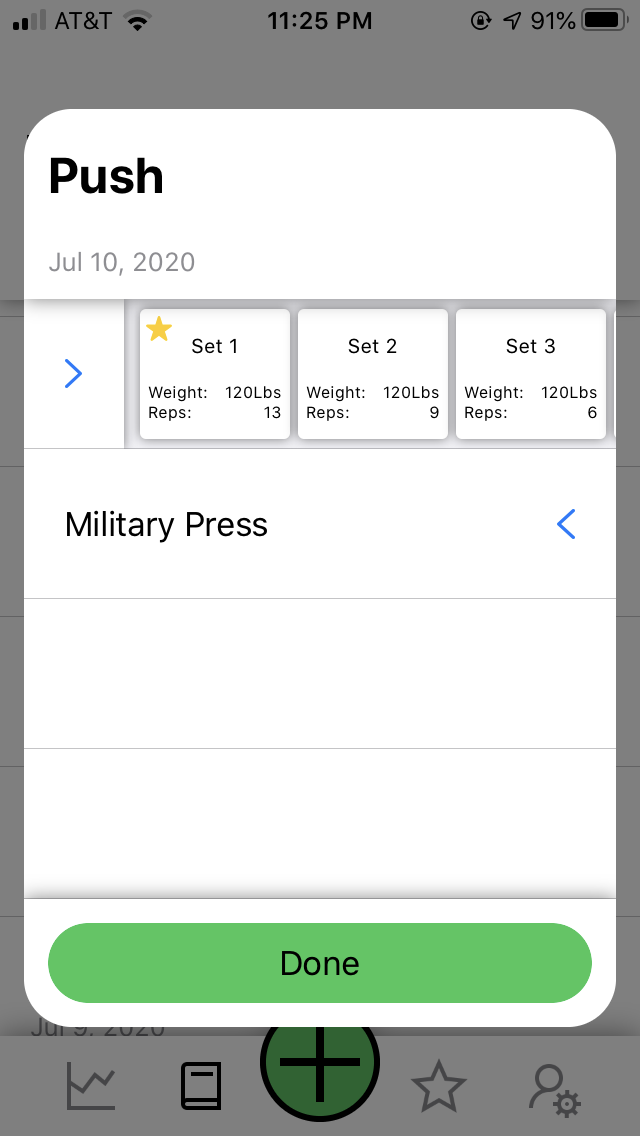 AT&T 11:25 PM 91%
Push
Jul 10, 2020
Set 1 Set 2 Set 3
Weight: 120Lbs Weight: 120Lbs Weight: 120Lbs
Reps: 13 Reps: 9 Reps: 6
Military Press
Done
Jul 9, 2020